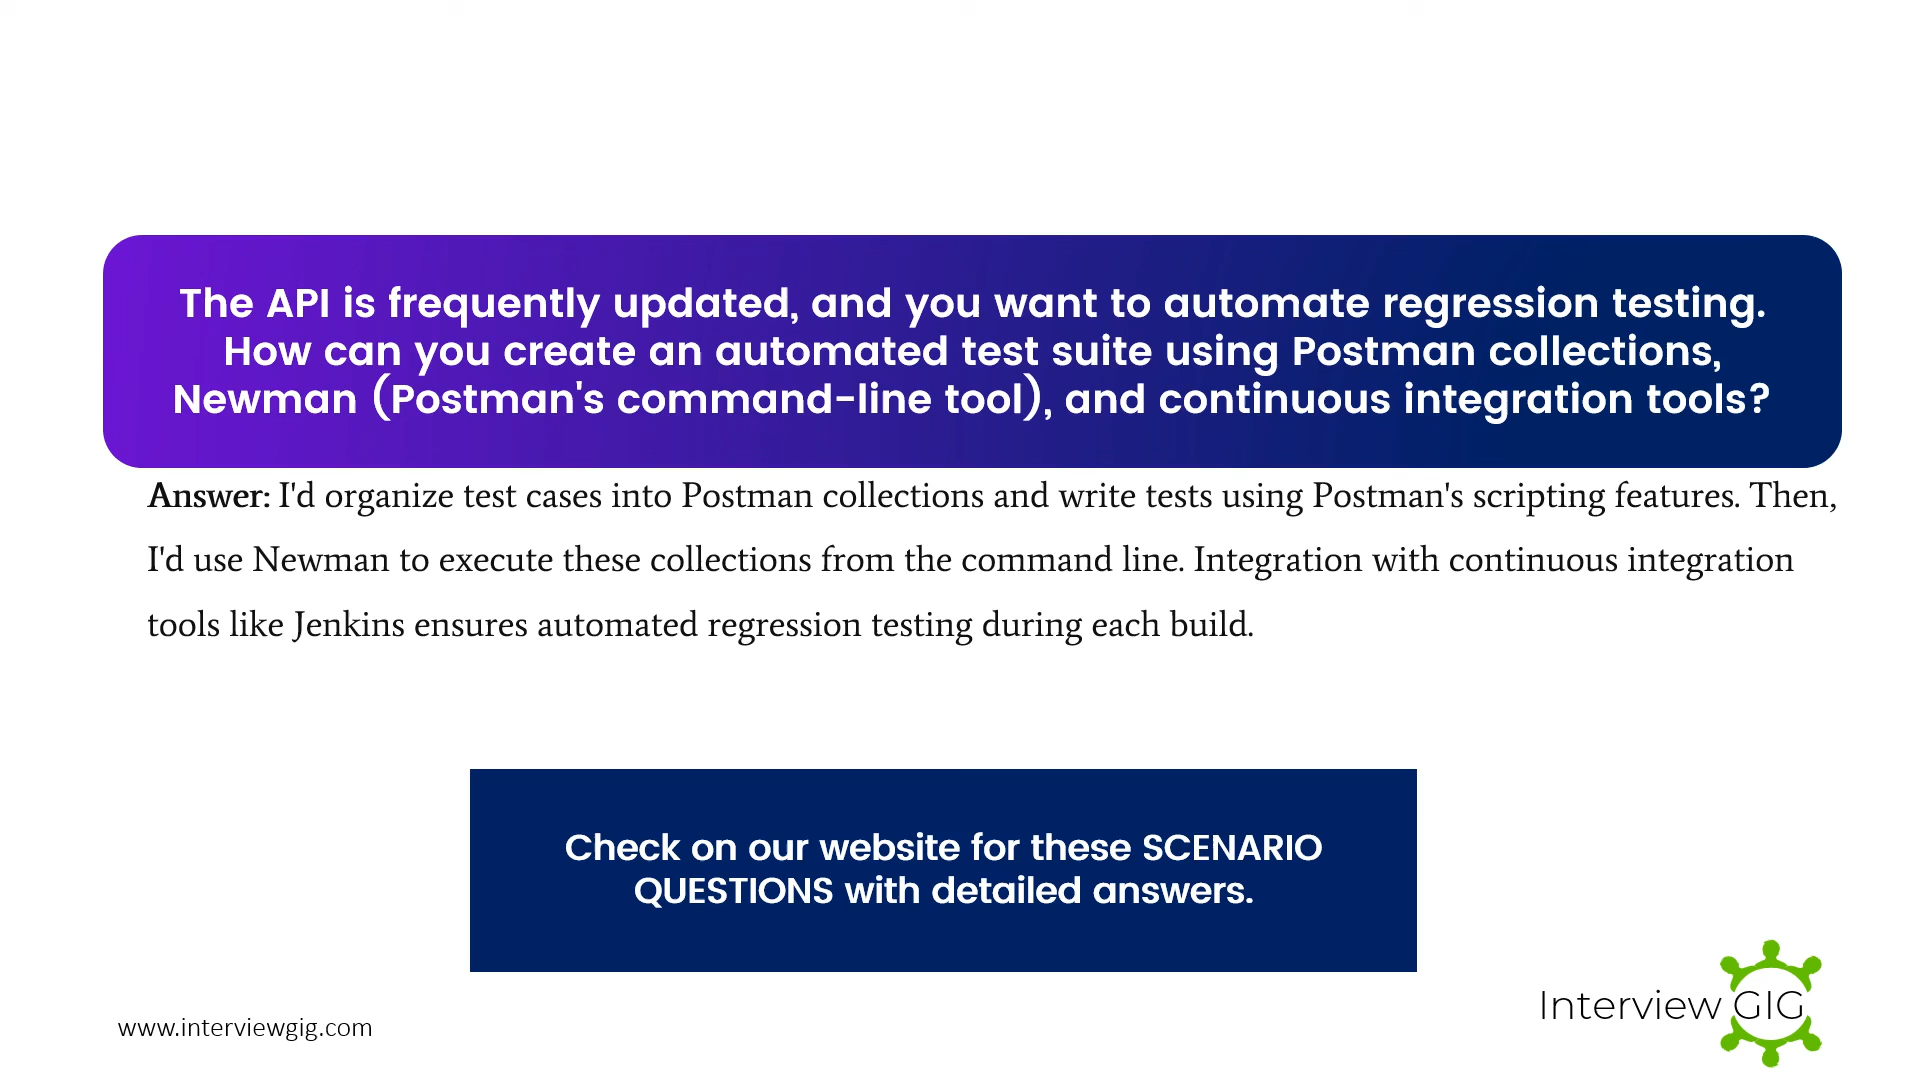 The API is frequently updated, and you want to automate regression testing.
How can you create an automated test suite using Postman collections,
Newman (Postman's command-line tool), and continuous integration tools?
Answer: I'd organize test cases into Postman collections and write tests using Postman's scripting features. Then,
I'd use Newman to execute these collections from the command line. Integration with continuous integration
tools like Jenkins ensures automated regression testing during each build.
Check on our website for these SCENARIO
QUESTIONS with detailed answers.
www.interviewgig.com
Interview GIG